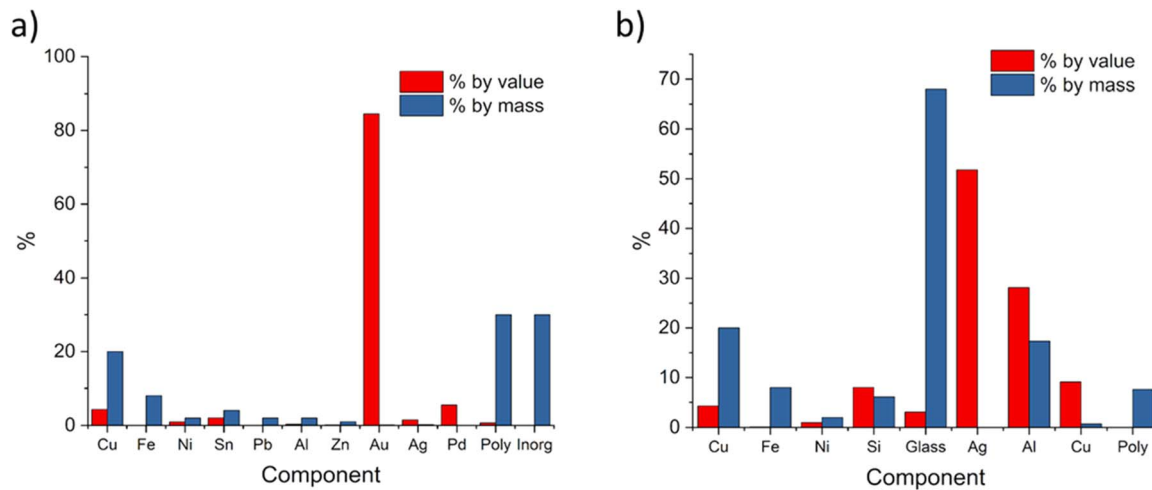 a)
100
80
60
40
20
0
%
% by value
% by mass
Cu Fe Ni Sn Pb Al Zn Au Ag Pd Poly Inorg
Component
b)
70
60
50
40
30
20
10
0
%
% by value
% by mass
Cu Fe Ni Si Glass Ag Al Cu Poly
Component